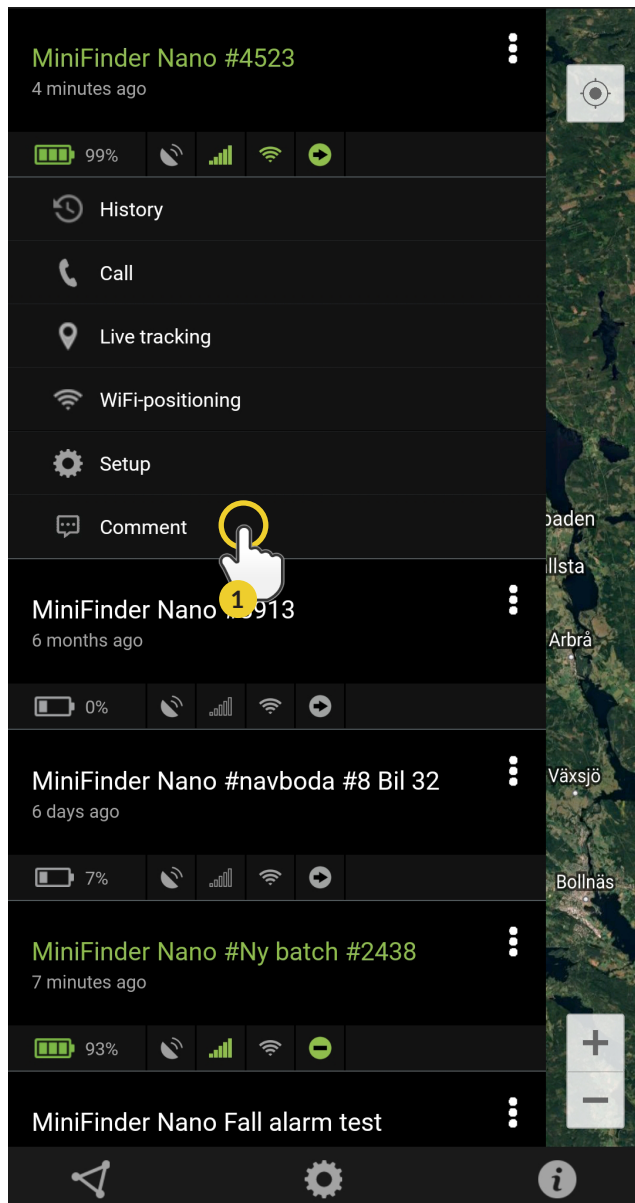 MiniFinder Nano #4523
4 minutes ago
99%
History
Call
Live tracking
WiFi-positioning
Setup
Comment
1
MiniFinder Nano
913
6 months ago
0%
MiniFinder Nano #navboda #8 Bil 32
6 days ago
7%
MiniFinder Nano #Ny batch #2438
7 minutes ago
93%
MiniFinder Nano Fall alarm test
Arbrå
Växsjö
Bollnäs
+
−
i